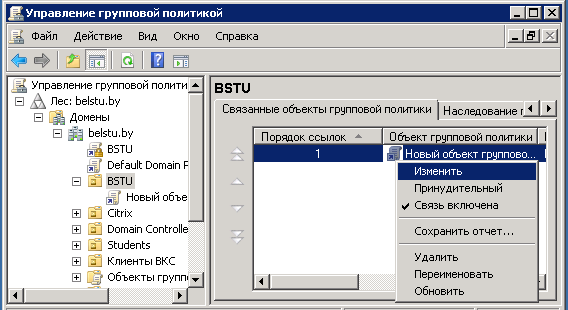 Управление групповой политикой
Файл Действие Вид Окно Справка
Управление групповой полити
Лес: belstu.by
Домены
belstu.by
BSTU
Default Domain P
BSTU
Новый объе
Citrix
Domain Controlle
Students
Клиенты ВКС
Объекты групп
BSTU
Связанные объекты групповой политики Наследование г
Порядок ссылок Объект групповой политики
1 Новый объект группово...
Изменить
Принудительный
Связь включена
Сохранить отчет...
Удалить
Переименовать
Обновить